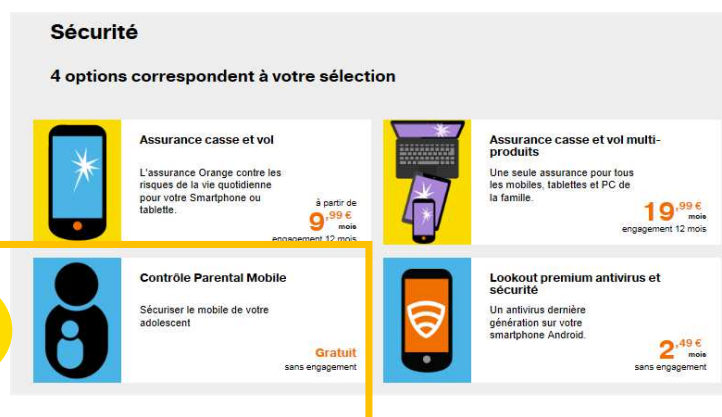 Sécurité
4 options correspondent à votre sélection
Assurance casse et vol
L'assurance Orange contre les
risques de la vie quotidienne
pour votre Smartphone ou
tablette.
à partir de
9,99 €
mois
engagement 12 mois
Assurance casse et vol multi-
produits
Une seule assurance pour tous
les mobiles, tablettes et PC de
la famille.
19,99 €
mois
engagement 12 mois
Contrôle Parental Mobile
Sécuriser le mobile de votre
adolescent
Gratuit
sans engagement
Lookout premium antivirus et
sécurité
Un antivirus dernière
génération sur votre
smartphone Android.
2,49 €
mois
sans engagement